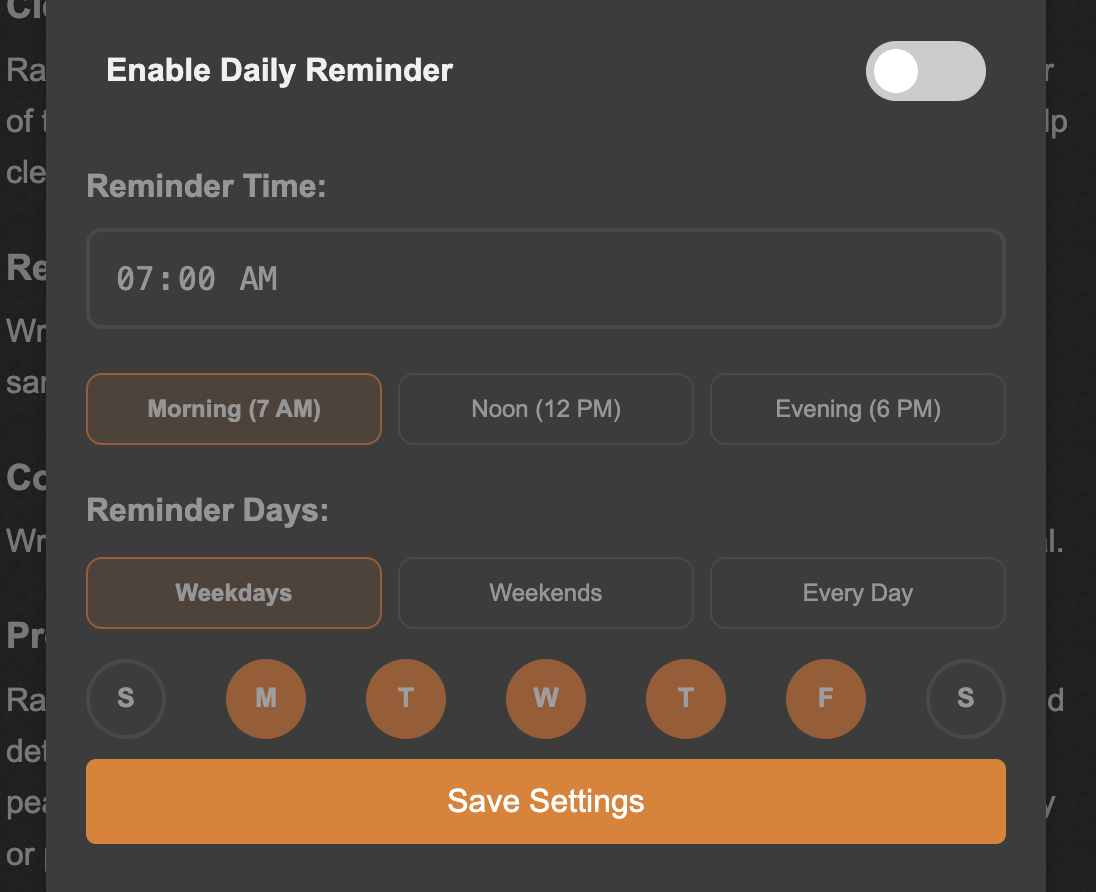 Enable Daily Reminder
Reminder Time:
07:00 AM
Morning (7 AM) Noon (12 PM) Evening (6 PM)
Reminder Days:
Weekdays Weekends Every Day
S M T W T F S
Save Settings